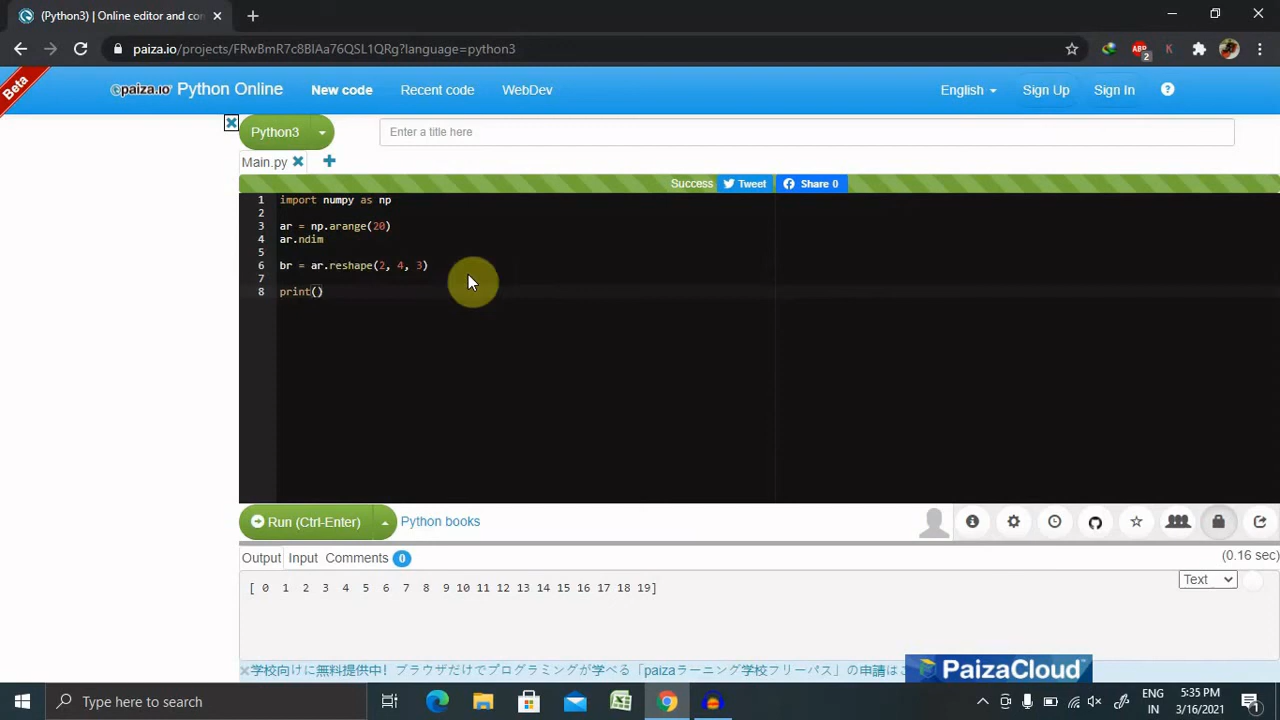 (Python3) | Online editor and co
paiza.io/projects/FRwBmR7c8BIAa76QSL1QRg?language=python3
ABP
2
K
Beta
paiza.io Python Online
New code
Recent code
WebDev
English
Sign Up
Sign In
Python3
Enter a title here
Main.py
Success
Tweet
Share 0
1 import numpy as np
2
3 ar = np.arange(20)
4 ar.ndim
5
6 br = ar.reshape(2, 4, 3)
7
8 print()
Run (Ctrl-Enter)
Python books
Output
Input
Comments 0
(0.16 sec)
[ 0 1 2 3 4 5 6 7 8 9 10 11 12 13 14 15 16 17 18 19]
Text
学校向けに無料提供中! ブラウザだけでプログラミングが学べる「paizaラーニング学校フリーパス」の申請は
PaizaCloud
Type here to search
ENG
IN
5:35 PM
3/16/2021
1